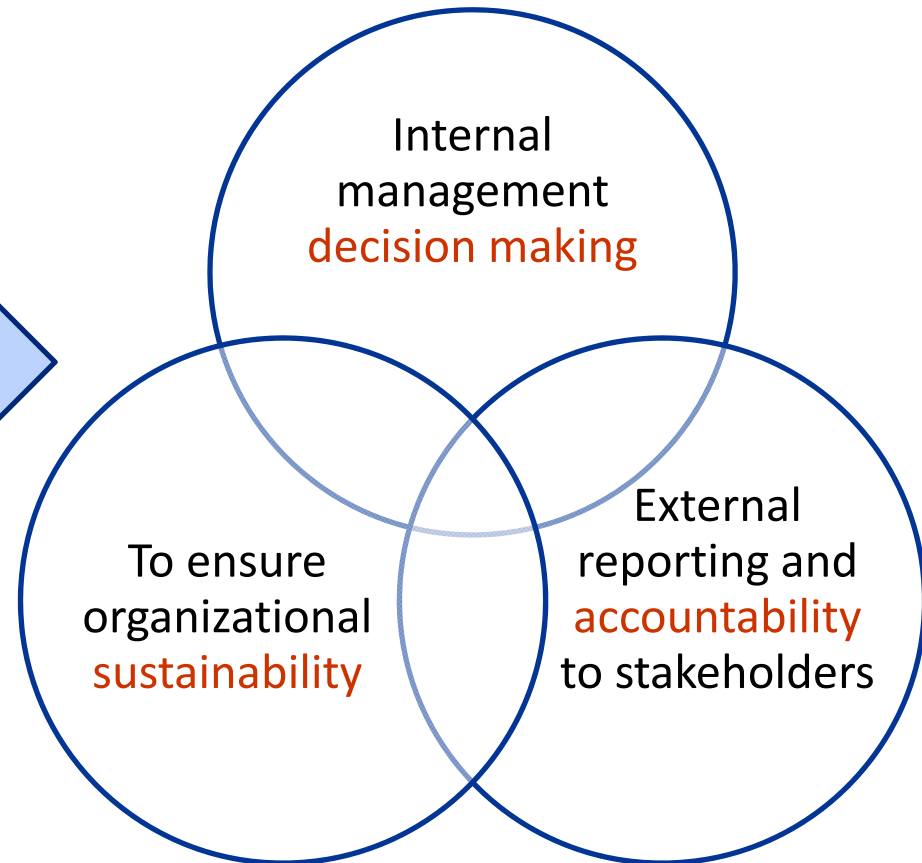 Internal
management
decision making
To ensure
organizational
sustainability
External
reporting and
accountability
to stakeholders